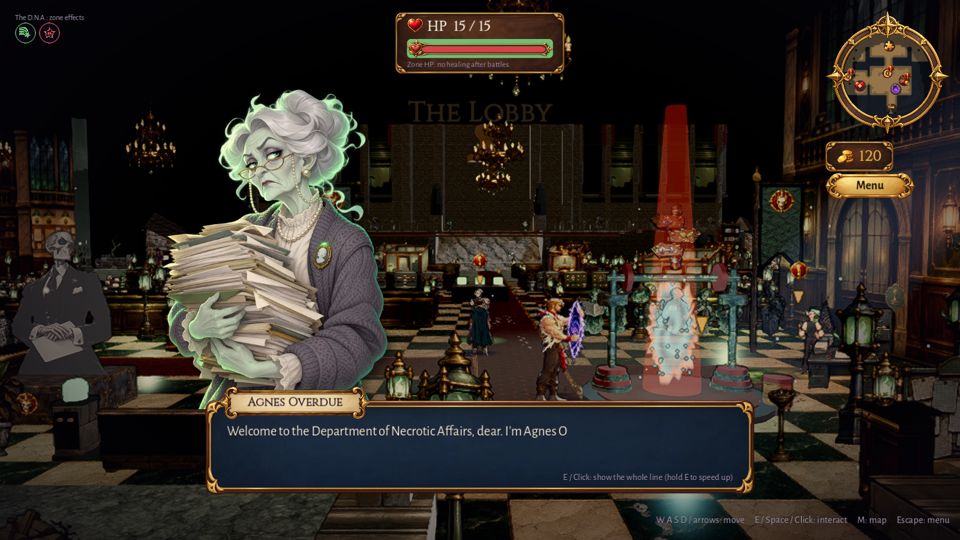 The D.N.A.: zone effects
HP 15 / 15
Zone HP: no healing after battles
THE LOBBY
120
Menu
AGNES OVERDUE
Welcome to the Department of Necrotic Affairs, dear. I'm Agnes O
E / Click: show the whole line (hold E to speed up)
W A S D / arrows: move E / Space / Click: interact M: map Escape: menu